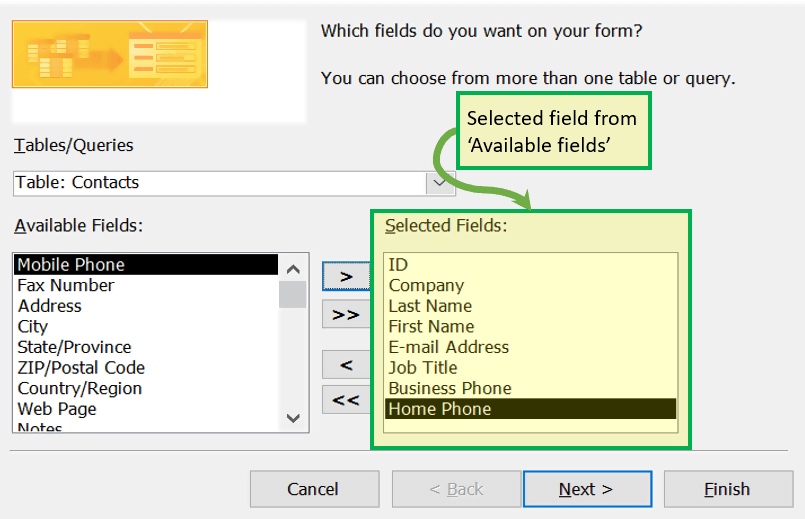 Which fields do you want on your form?
You can choose from more than one table or query.
Selected field from
‘Available fields’
Tables/Queries
Table: Contacts
Available Fields:
Mobile Phone
Fax Number
Address
City
State/Province
ZIP/Postal Code
Country/Region
Web Page
Notes
>
>>
<
<<
Selected Fields:
ID
Company
Last Name
First Name
E-mail Address
Job Title
Business Phone
Home Phone
Cancel
< Back
Next >
Finish